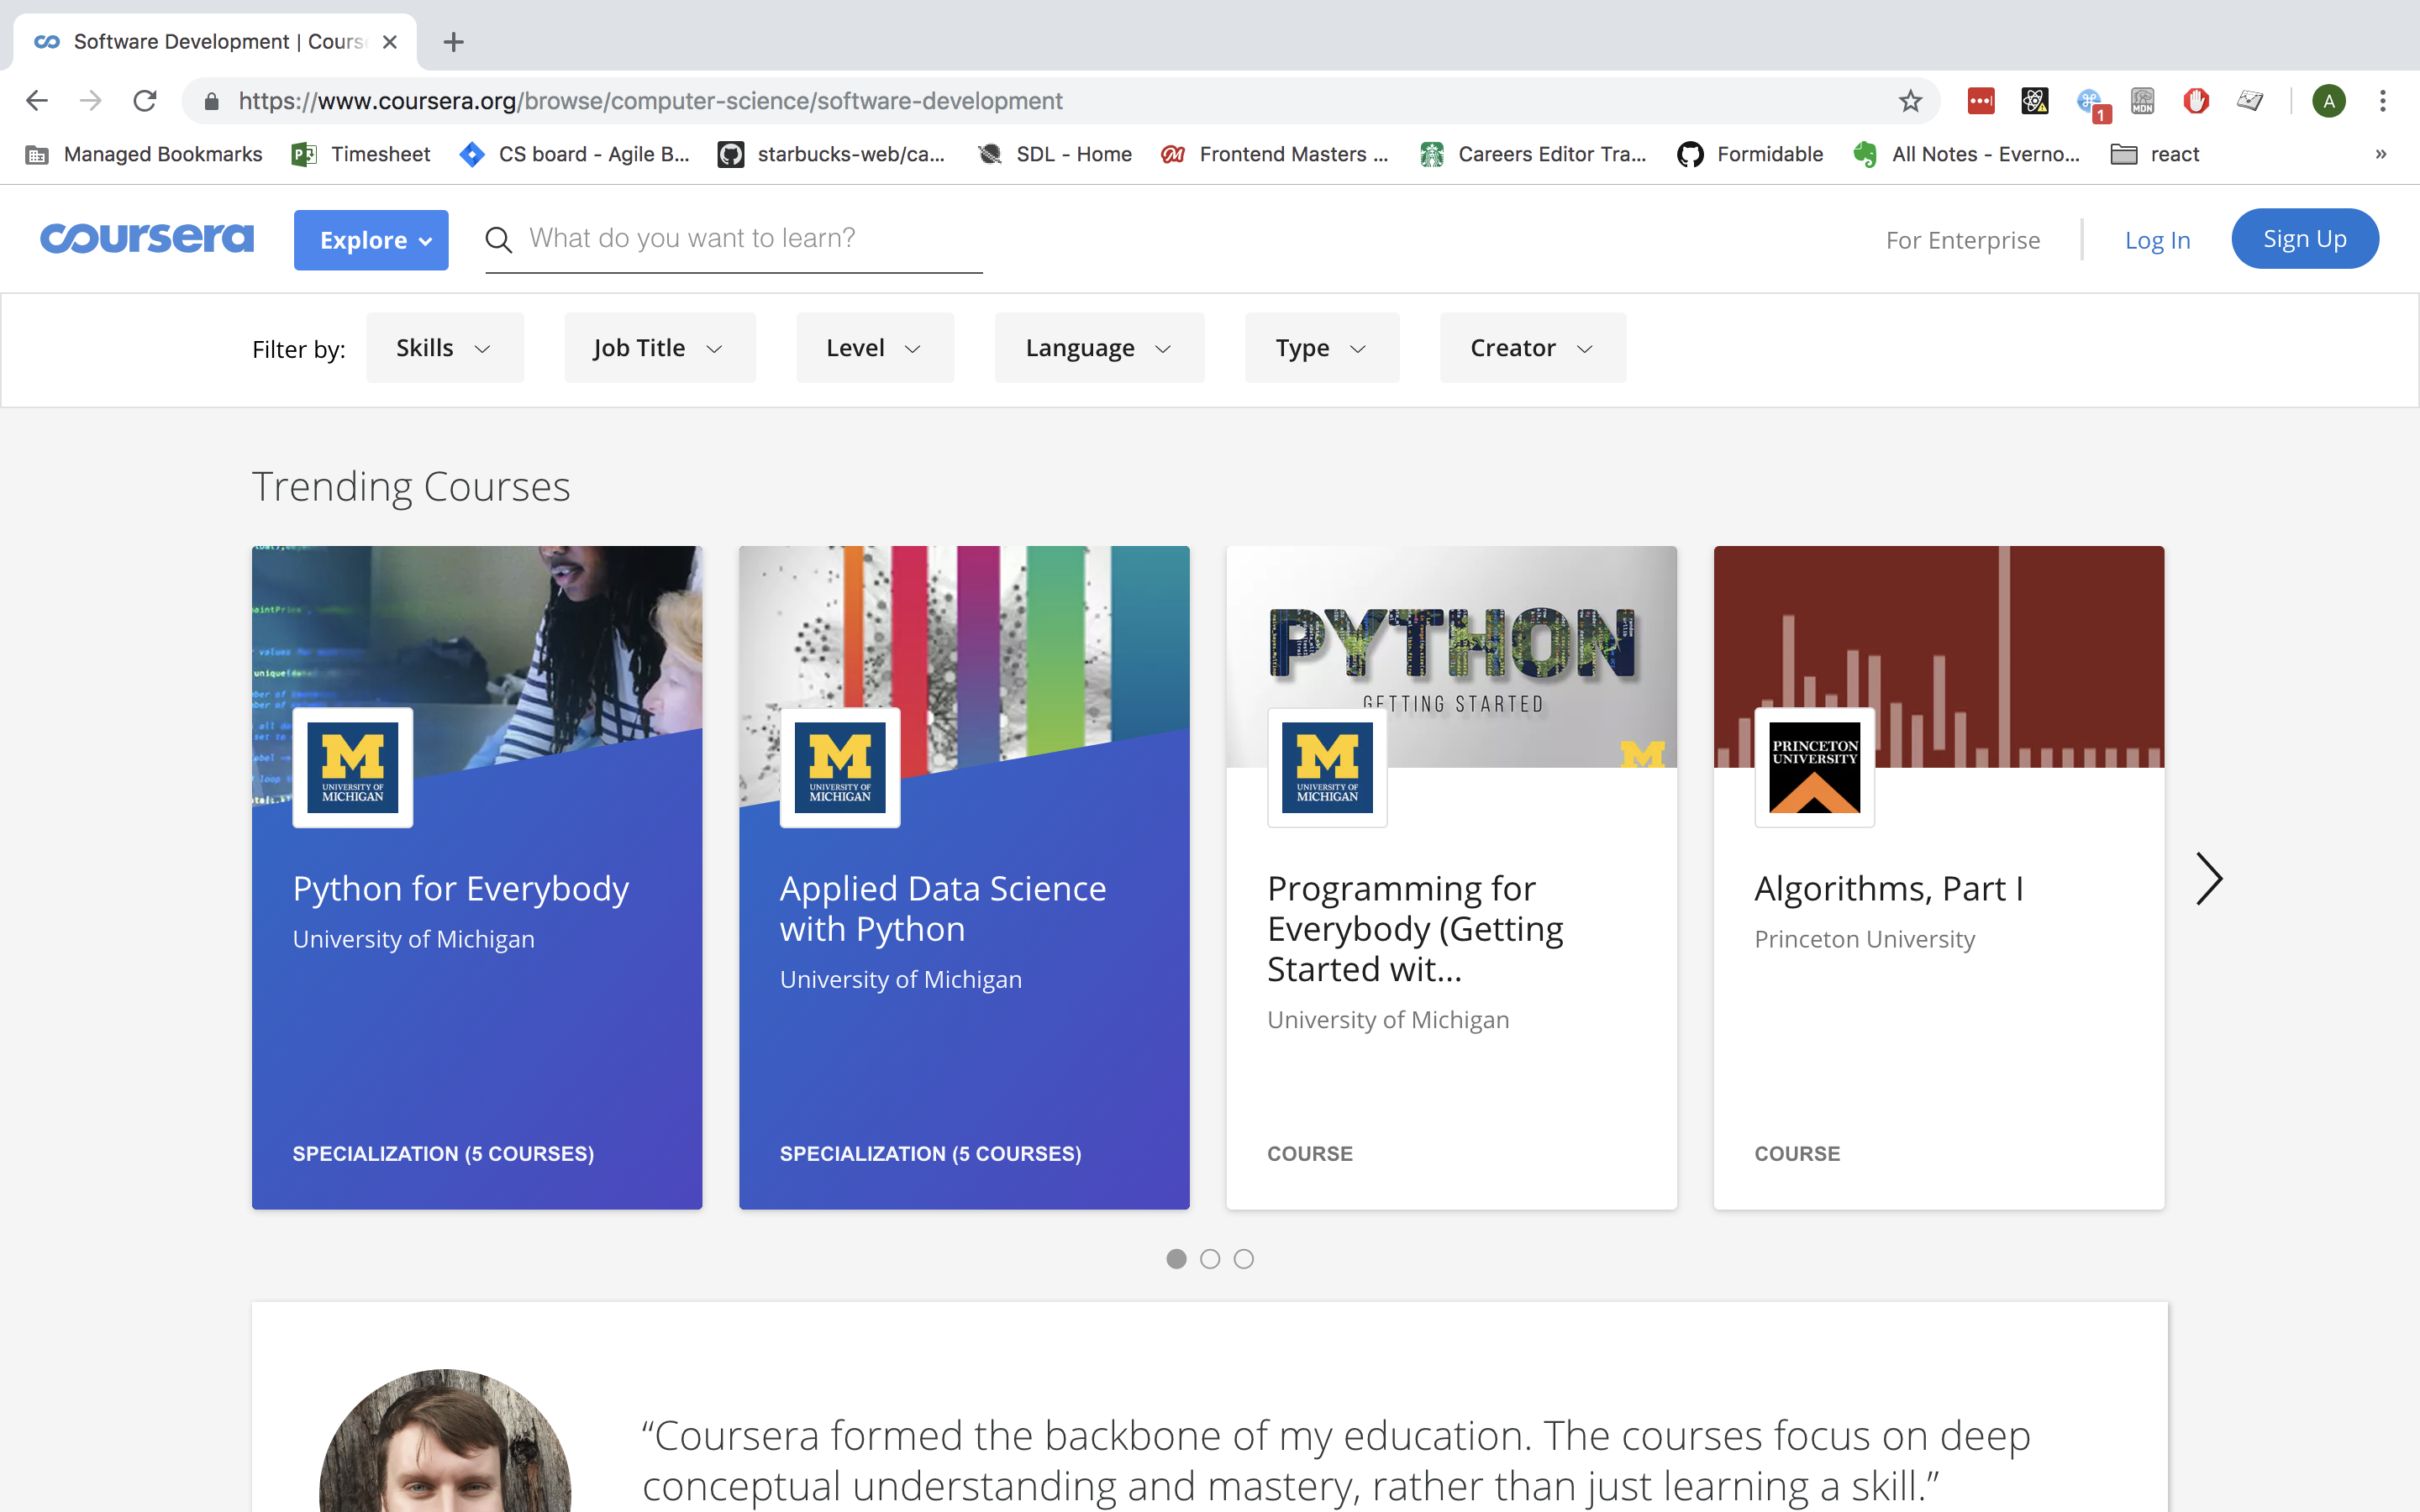 Software Development | Cours
https://www.coursera.org/browse/computer-science/software-development
1
MDN
A
Managed Bookmarks
Timesheet
CS board - Agile B...
starbucks-web/ca...
SDL - Home
Frontend Masters ...
Careers Editor Tra...
Formidable
All Notes - Everno...
react
»
coursera
Explore
What do you want to learn?
For Enterprise
Log In
Sign Up
Filter by:
Skills
Job Title
Level
Language
Type
Creator
Trending Courses
M
UNIVERSITY OF
MICHIGAN
Python for Everybody
University of Michigan
SPECIALIZATION (5 COURSES)
M
UNIVERSITY OF
MICHIGAN
Applied Data Science
with Python
University of Michigan
SPECIALIZATION (5 COURSES)
PYTHON
GETTING STARTED
M
M
UNIVERSITY OF
MICHIGAN
Programming for
Everybody (Getting
Started wit...
University of Michigan
COURSE
PRINCETON
UNIVERSITY
Algorithms, Part I
Princeton University
COURSE
“Coursera formed the backbone of my education. The courses focus on deep
conceptual understanding and mastery, rather than just learning a skill.”